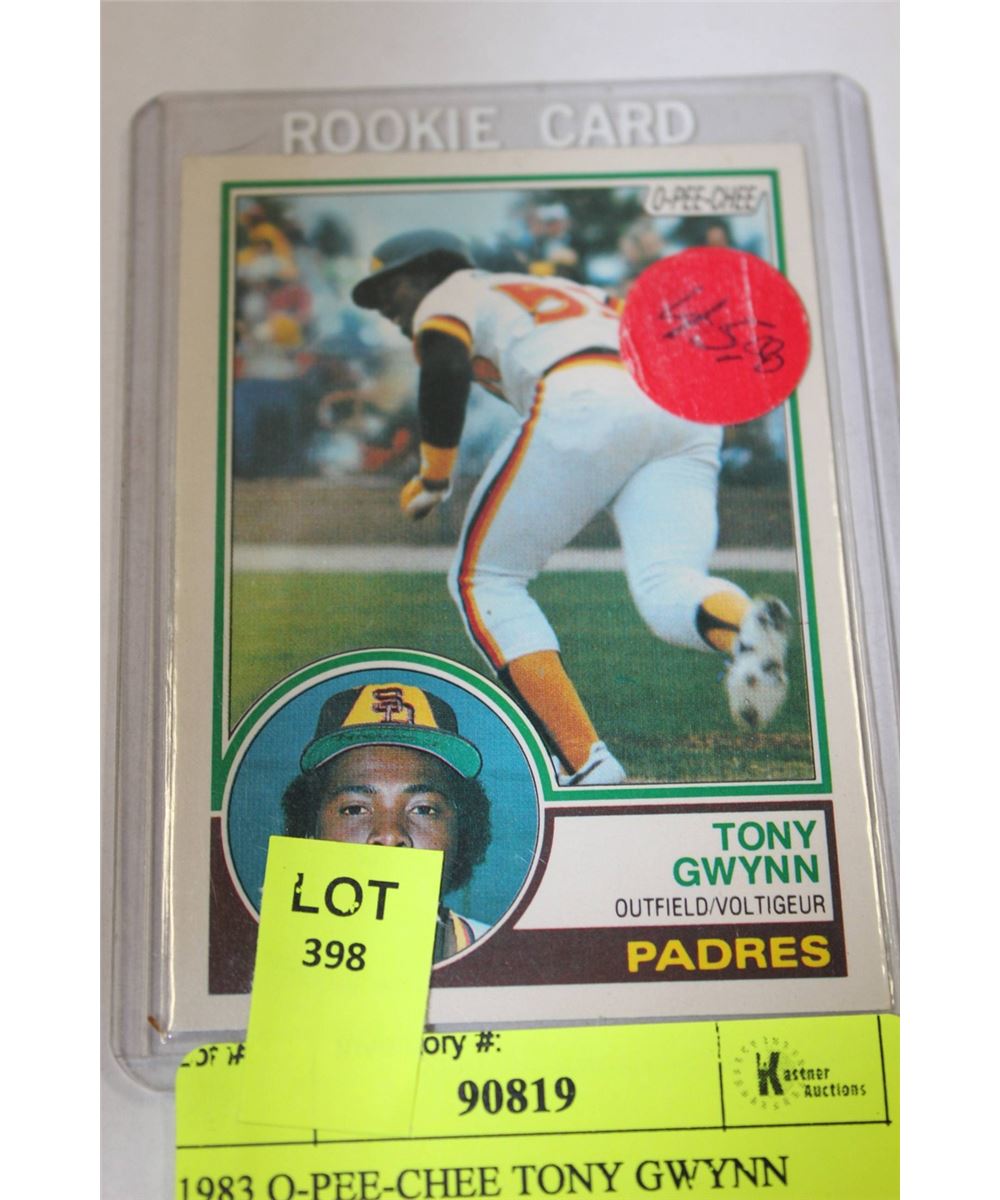 ROOKIE CARD
O-PEE-CHEE
TONY
GWYNN
OUTFIELD/VOLTIGEUR
PADRES
SD
LOT
398
#:
90819
Kastner
Auctions
1983 O-PEE-CHEE TONY GWYNN